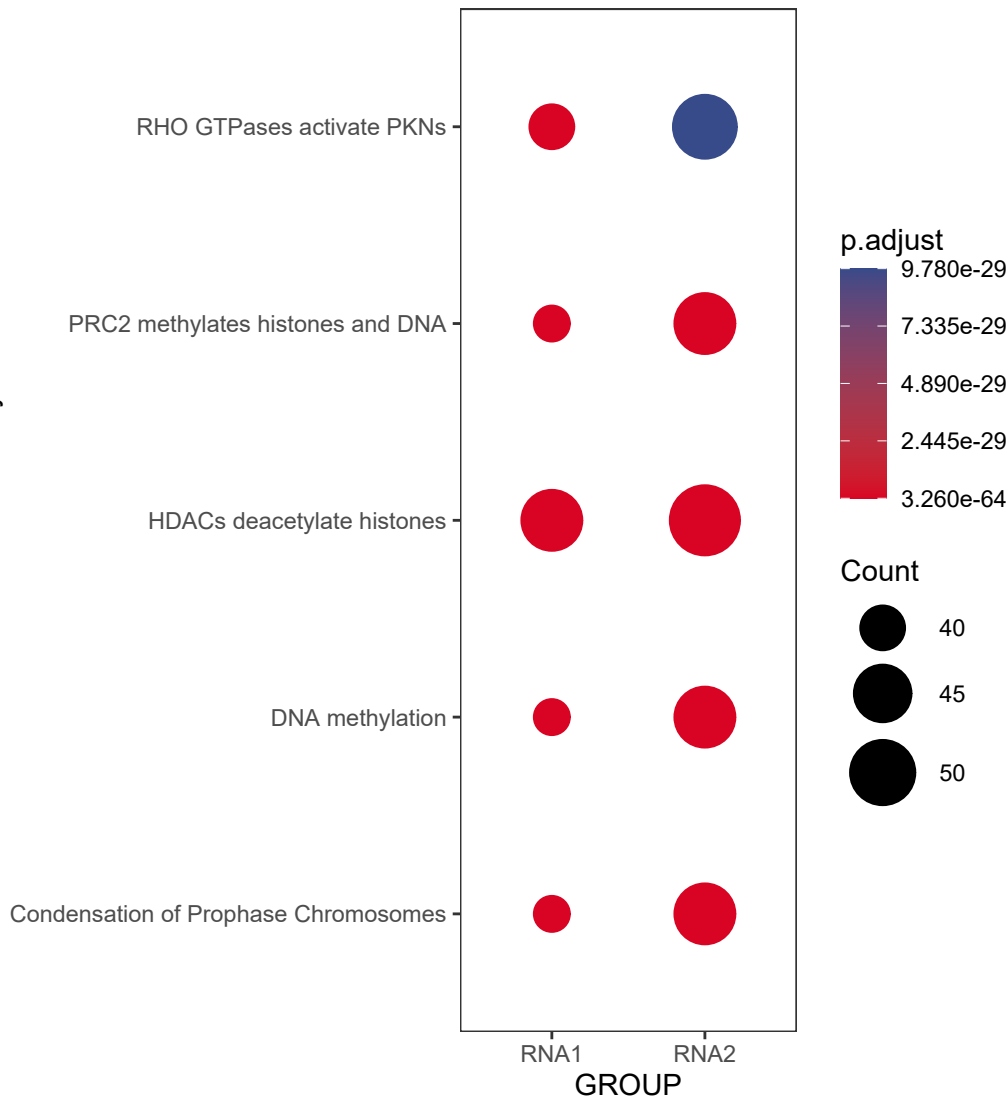 RHO GTPases activate PKNs
PRC2 methylates histones and DNA
HDACs deacetylate histones
DNA methylation
Condensation of Prophase Chromosomes
RNA1
RNA2
GROUP
p.adjust
9.780e-29
7.335e-29
4.890e-29
2.445e-29
3.260e-64
Count
40
45
50